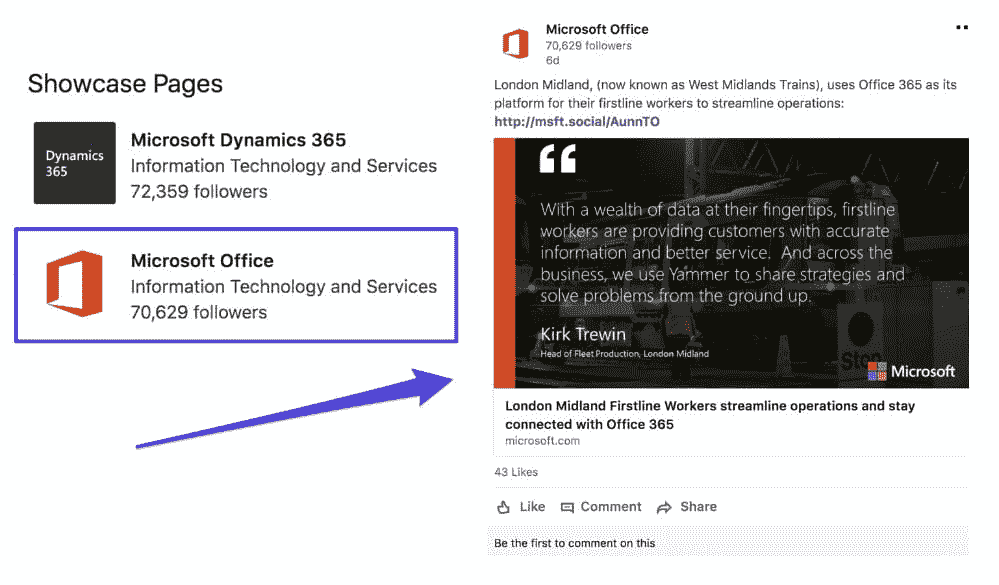 Showcase Pages
Dynamics
365
Microsoft Dynamics 365
Information Technology and Services
72,359 followers
Microsoft Office
Information Technology and Services
70,629 followers
Microsoft Office
70,629 followers
6d
London Midland, (now known as West Midlands Trains), uses Office 365 as its
platform for their firstline workers to streamline operations:
http://msft.social/AunnTO
With a wealth of data at their fingertips, firstline
workers are providing customers with accurate
information and better service. And across the
business, we use Yammer to share strategies and
solve problems from the ground up.
Kirk Trewin
Head of Fleet Production, London Midland
Stop
Microsoft
London Midland Firstline Workers streamline operations and stay
connected with Office 365
microsoft.com
43 Likes
Like Comment Share
Be the first to comment on this